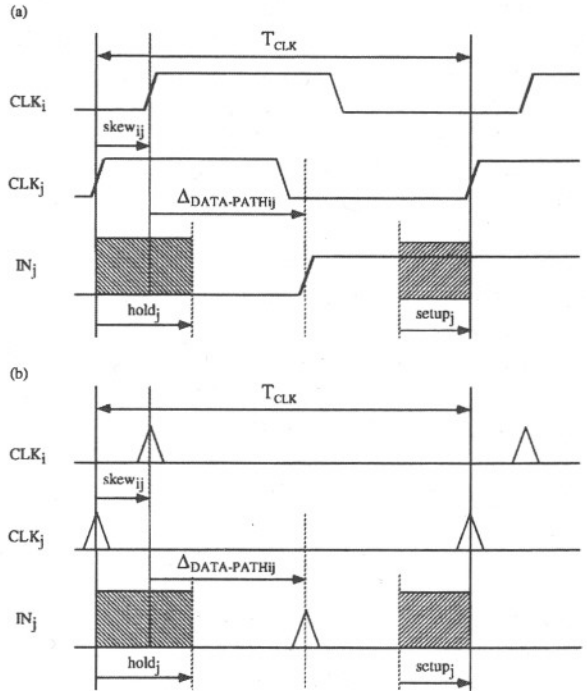 (a)
T_CLK
CLK_i
skew_ij
CLK_j
Δ_DATA-PATHij
IN_j
hold_j
setup_j
(b)
T_CLK
CLK_i
skew_ij
CLK_j
Δ_DATA-PATHij
IN_j
hold_j
setup_j